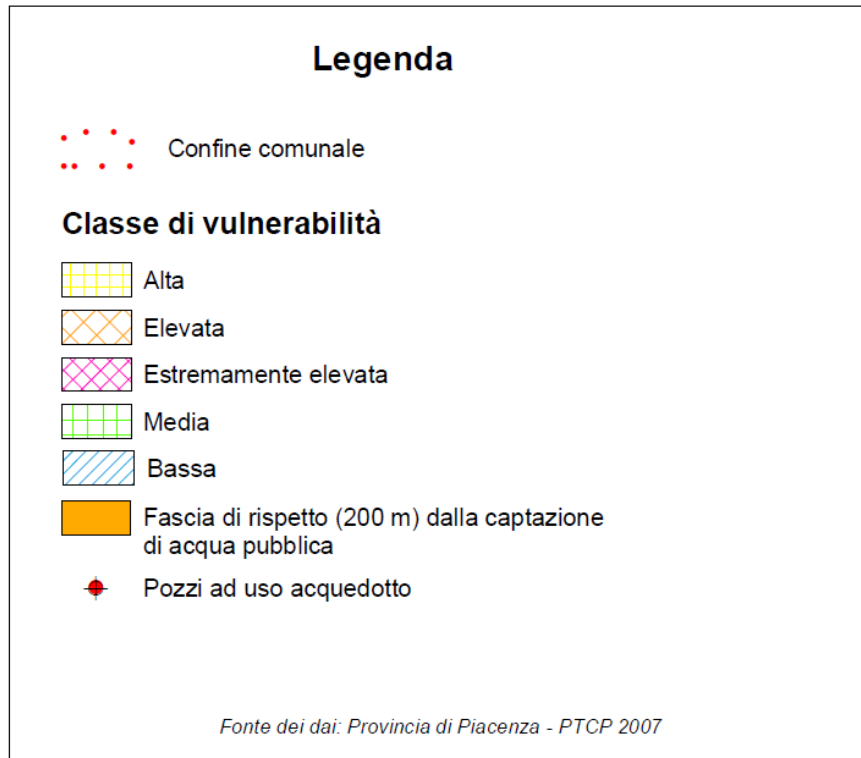 Legenda
Confine comunale
Classe di vulnerabilità
Alta
Elevata
Estremamente elevata
Media
Bassa
Fascia di rispetto (200 m) dalla captazione
di acqua pubblica
Pozzi ad uso acquedotto
Fonte dei dai: Provincia di Piacenza - PTCP 2007